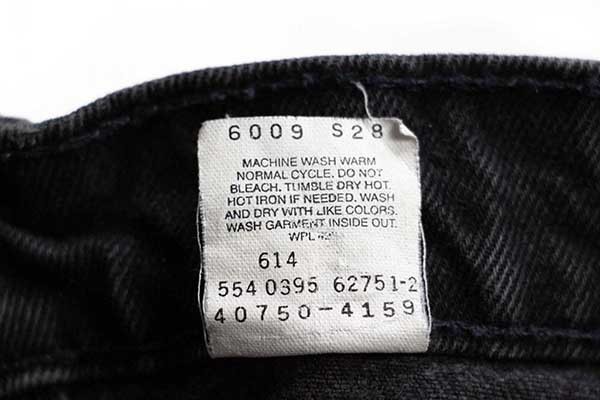 6009 S28
MACHINE WASH WARM
NORMAL CYCLE. DO NOT
BLEACH. TUMBLE DRY HOT.
HOT IRON IF NEEDED. WASH
AND DRY WITH LIKE COLORS.
WASH GARMENT INSIDE OUT.
WPL
614
554 0395 62751-2
40750-4159